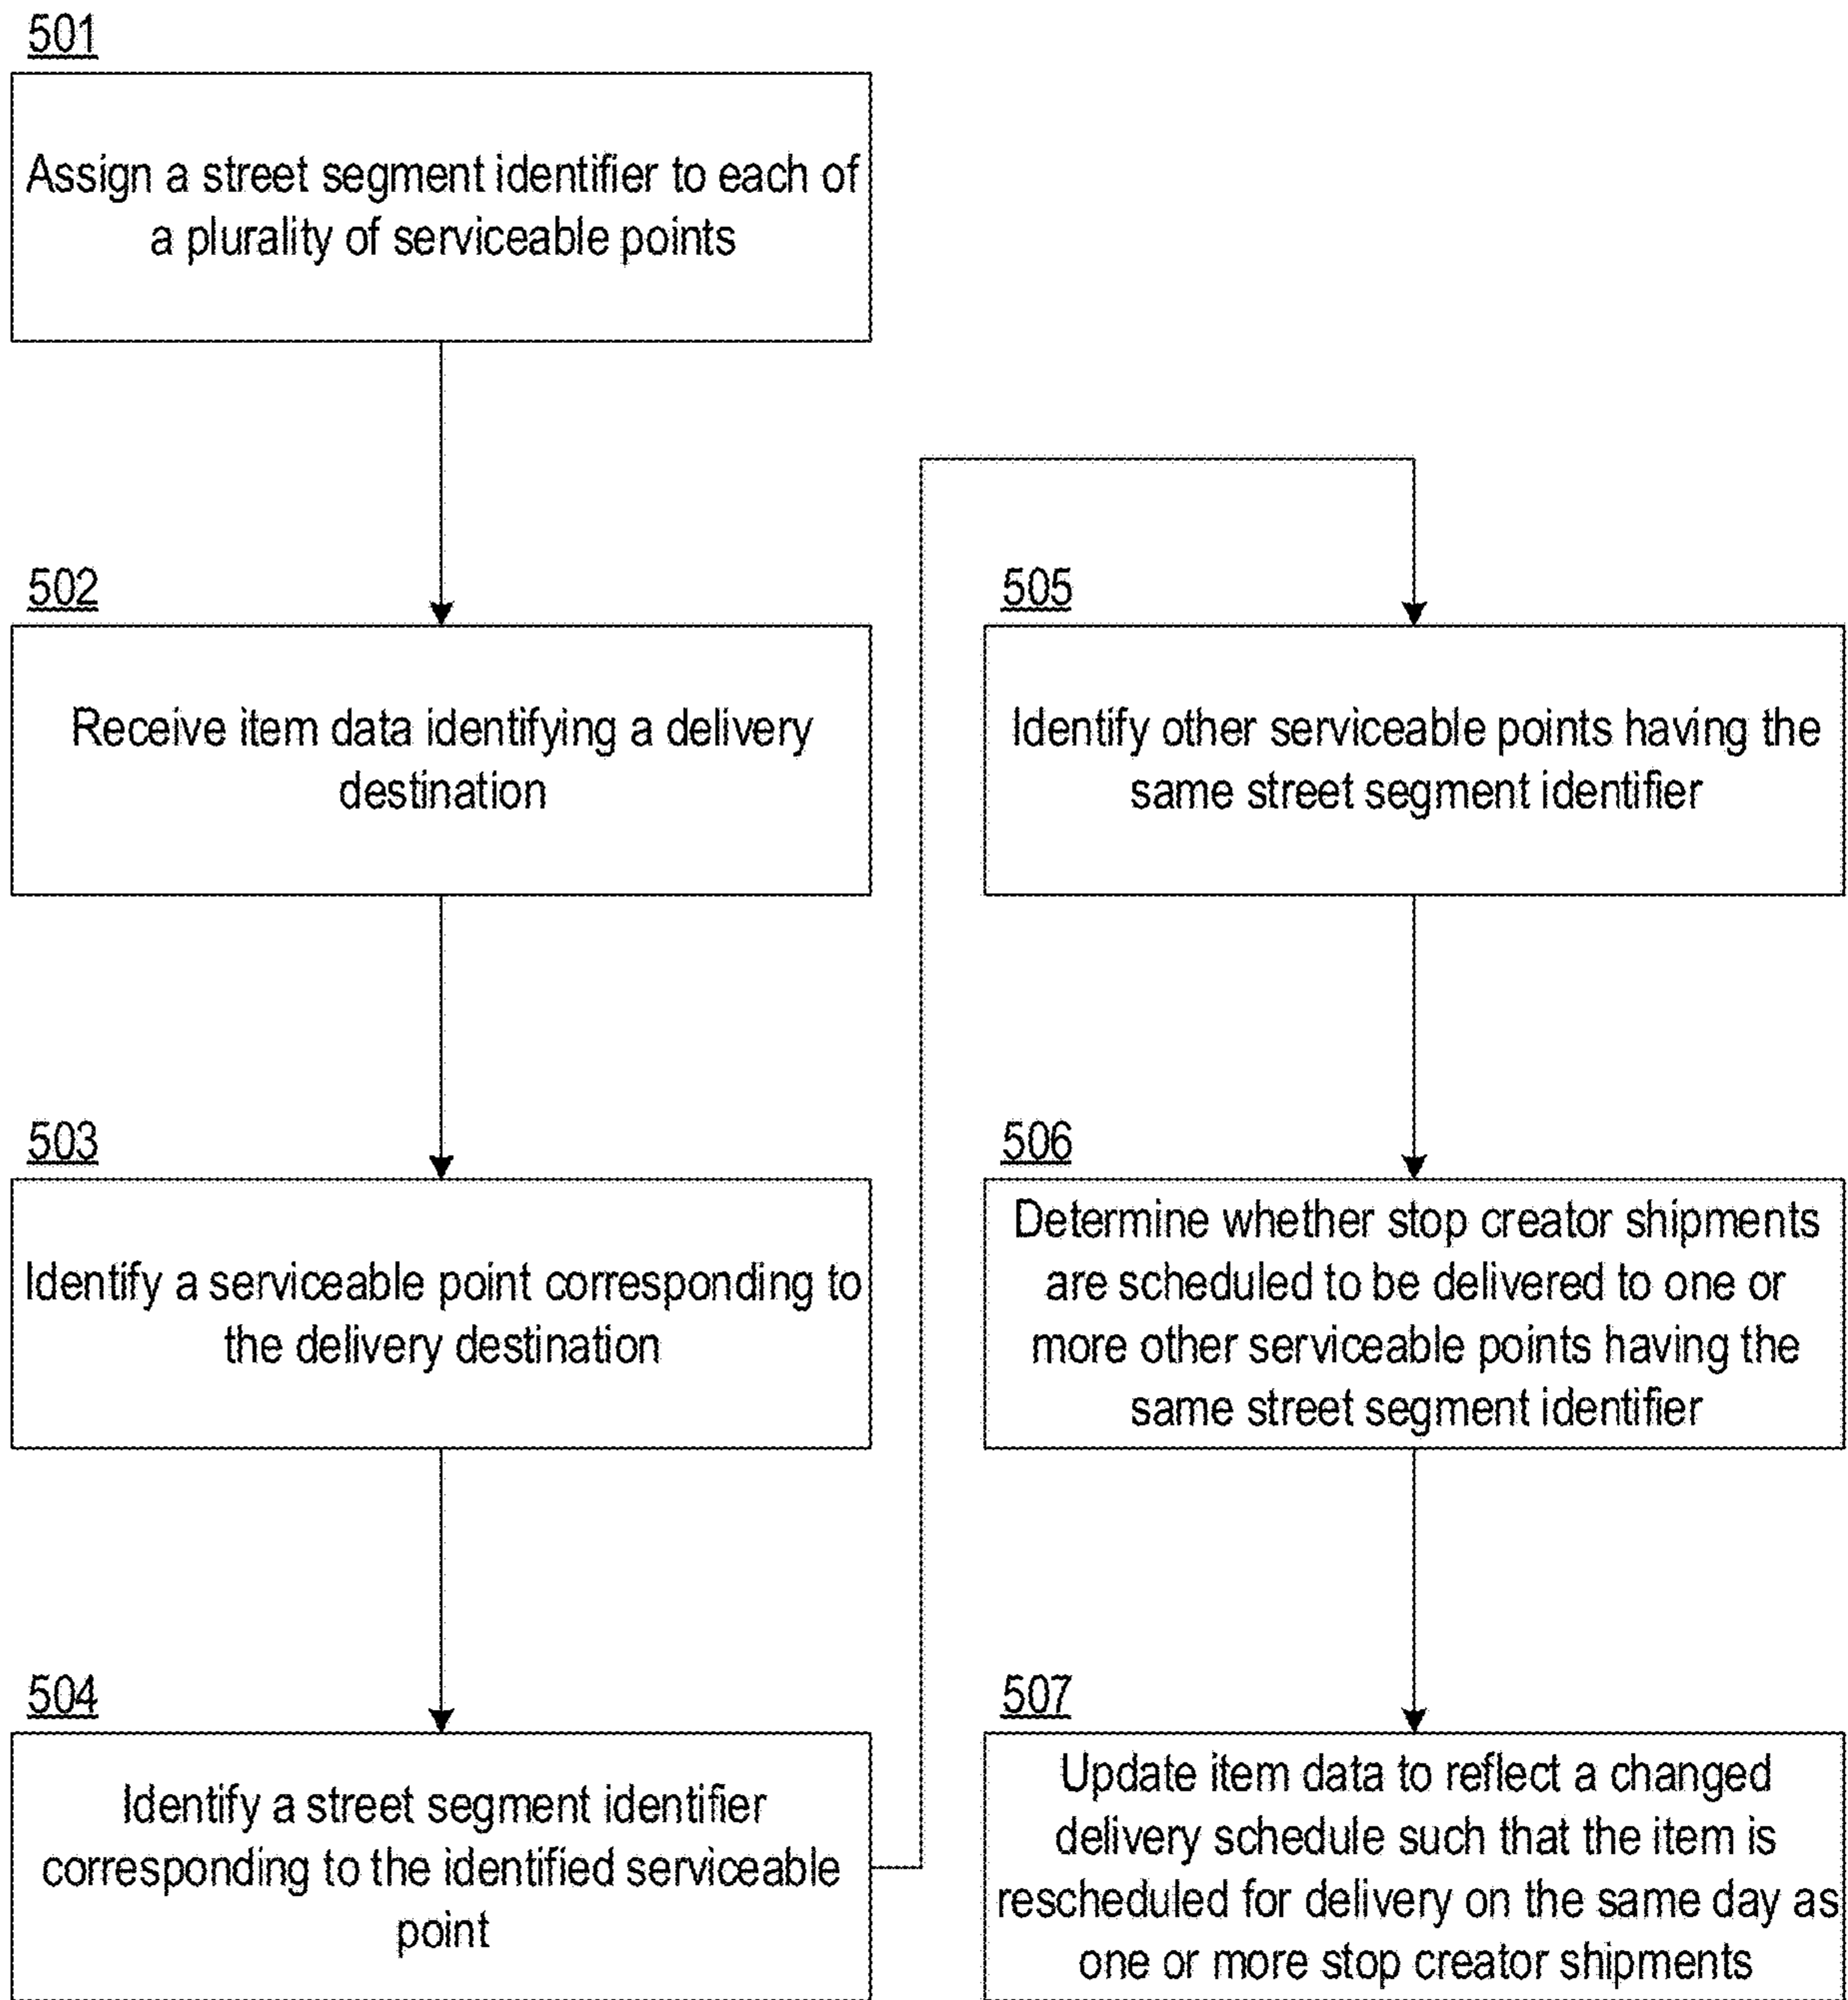 501
Assign a street segment identifier to each of
a plurality of serviceable points
502
Receive item data identifying a delivery
destination
503
Identify a serviceable point corresponding to
the delivery destination
504
Identify a street segment identifier
corresponding to the identified serviceable
point
505
Identify other serviceable points having the
same street segment identifier
506
Determine whether stop creator shipments
are scheduled to be delivered to one or
more other serviceable points having the
same street segment identifier
507
Update item data to reflect a changed
delivery schedule such that the item is
rescheduled for delivery on the same day as
one or more stop creator shipments